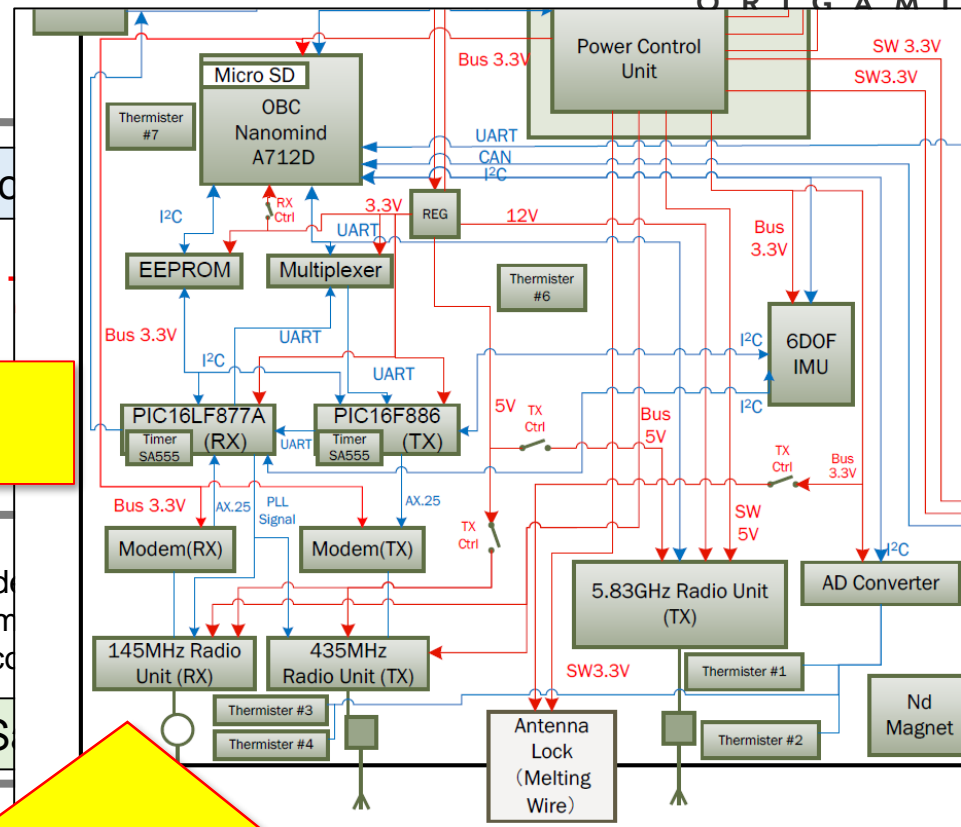 Bus 3.3V
Power Control
Unit
SW 3.3V
SW3.3V
Micro SD
OBC
Nanomind
A712D
Thermister
#7
UART
CAN
I²C
I²C
RX
Ctrl
3.3V
REG
12V
UART
Bus
3.3V
EEPROM
Multiplexer
Thermister
#6
Bus 3.3V
UART
I²C
UART
I²C
6DOF
IMU
I²C
PIC16LF877A
(RX)
Timer
SA555
UART
PIC16F886
(TX)
Timer
SA555
5V
TX
Ctrl
Bus
5V
TX
Ctrl
Bus
3.3V
Bus 3.3V
AX.25
PLL
Signal
AX.25
TX
Ctrl
SW
5V
I²C
Modem(RX)
Modem(TX)
5.83GHz Radio Unit
(TX)
AD Converter
145MHz Radio
Unit (RX)
435MHz
Radio Unit (TX)
SW3.3V
Thermister #1
Thermister #3
Thermister #4
Antenna
Lock
(Melting
Wire)
Thermister #2
Nd
Magnet